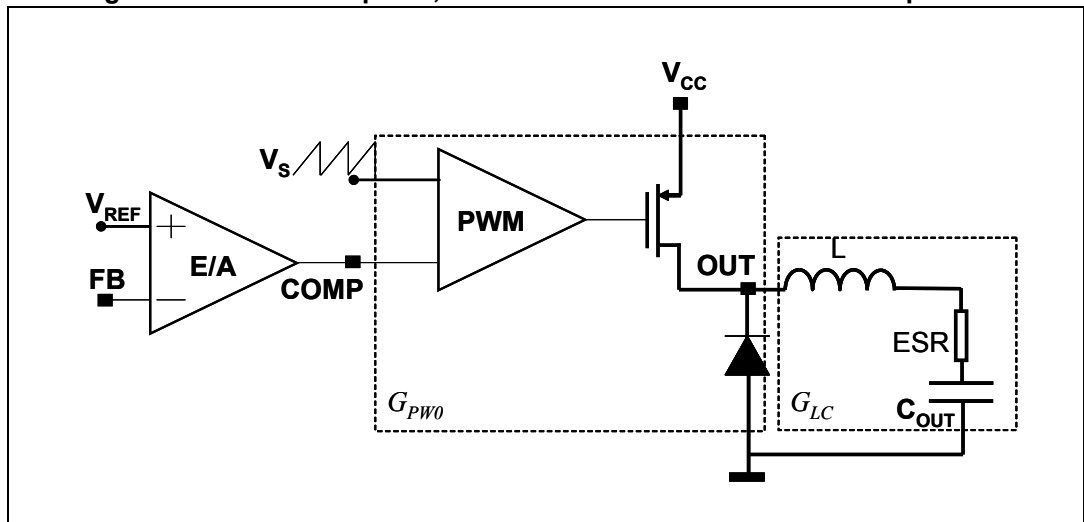 V_CC
V_S
V_REF
+
PWM
E/A
FB
−
COMP
OUT
L
ESR
C_OUT
G_PW0
G_LC